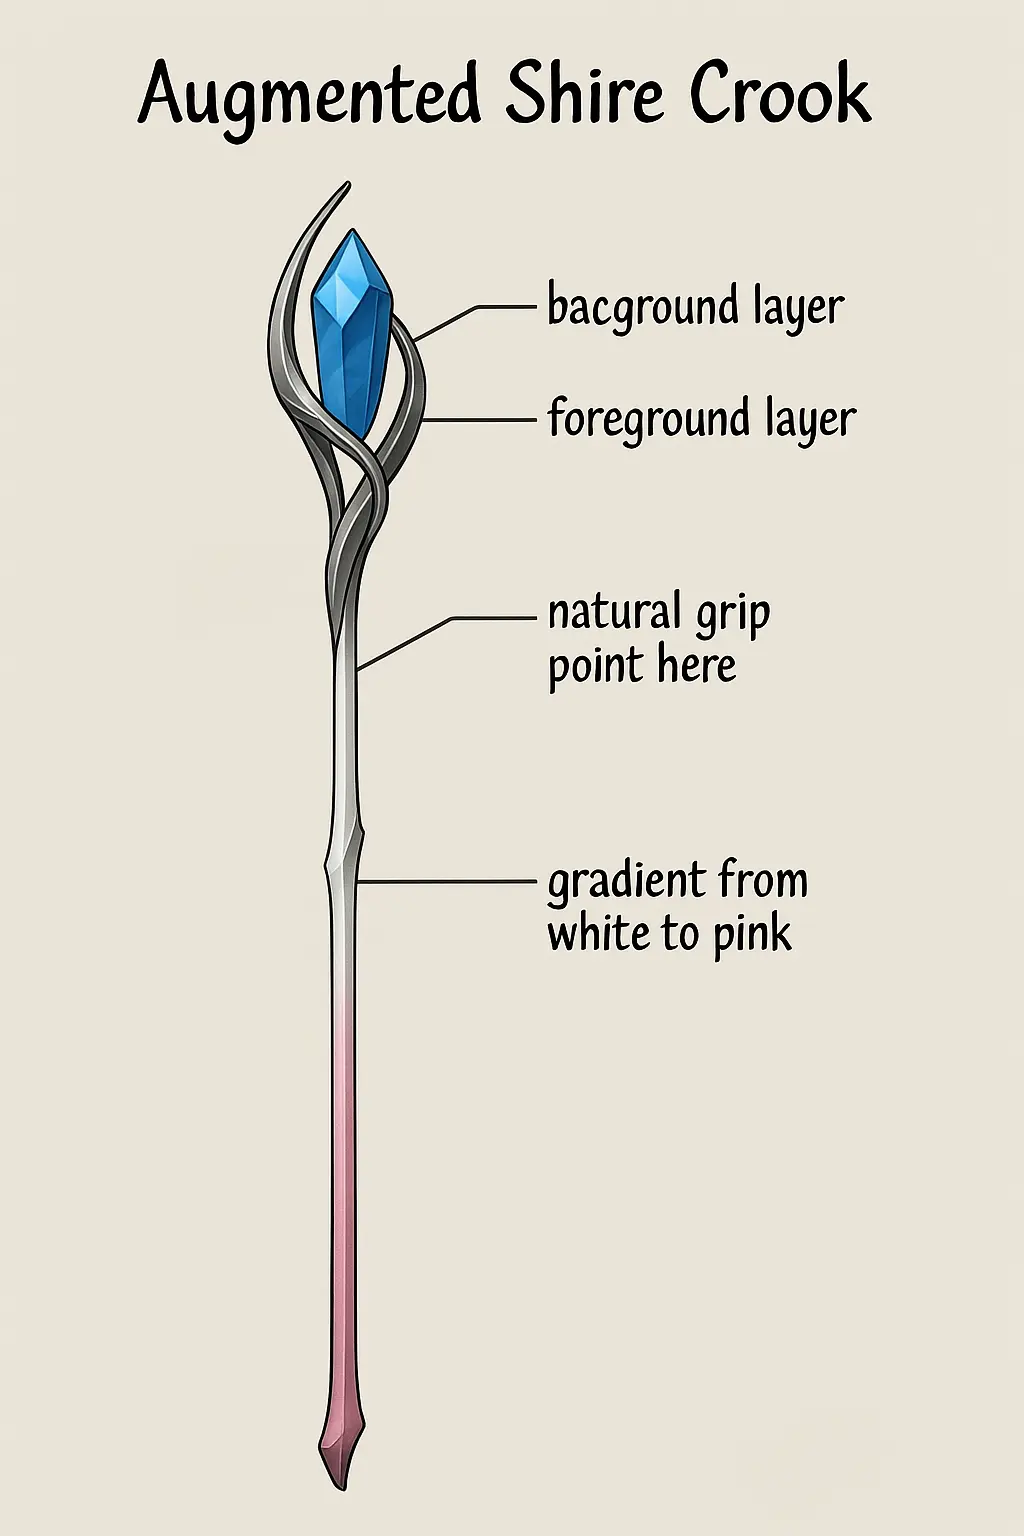 Augmented Shire Crook
bacground layer
foreground layer
natural grip
point here
gradient from
white to pink